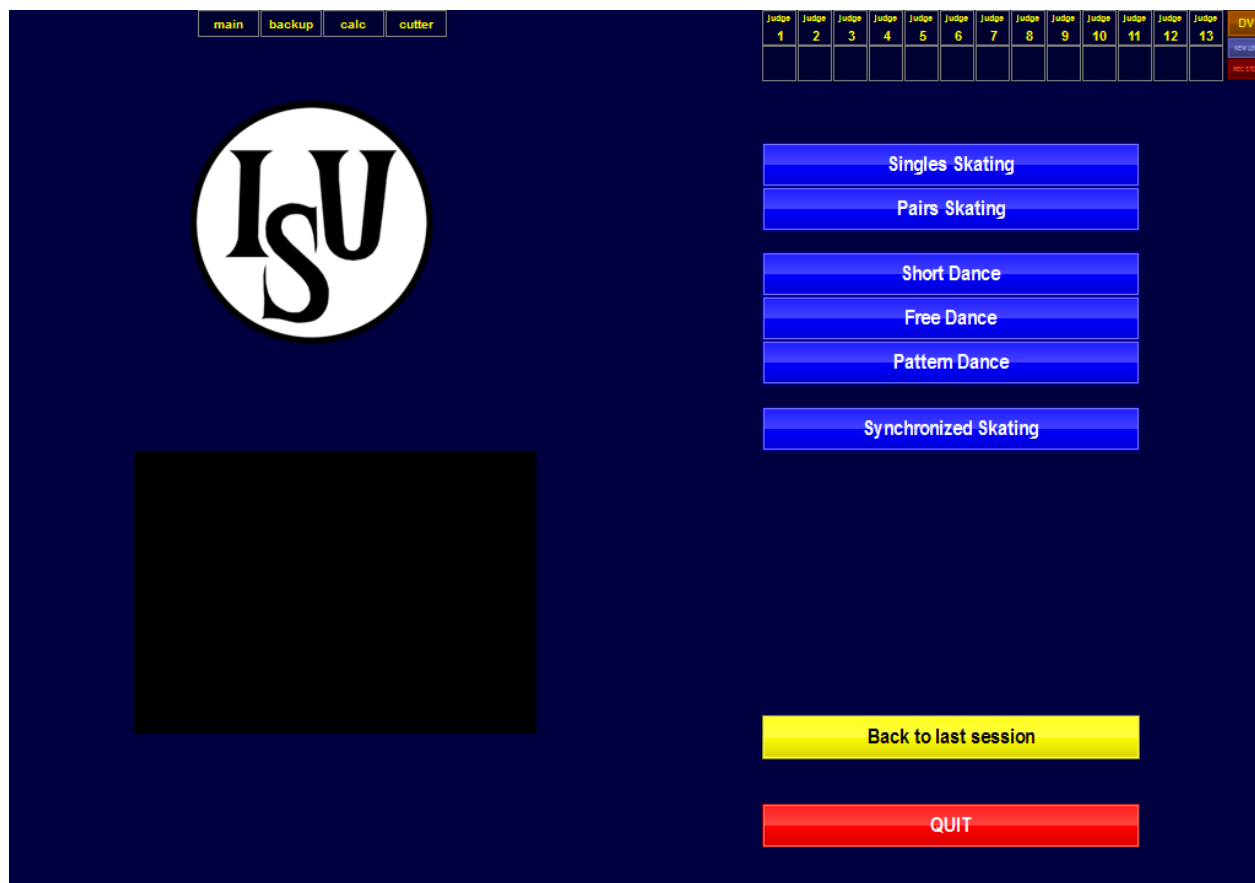 main backup calc cutter
Judge Judge Judge Judge Judge Judge Judge Judge Judge Judge Judge Judge Judge
1 2 3 4 5 6 7 8 9 10 11 12 13
ISU
Singles Skating
Pairs Skating
Short Dance
Free Dance
Pattern Dance
Synchronized Skating
Back to last session
QUIT